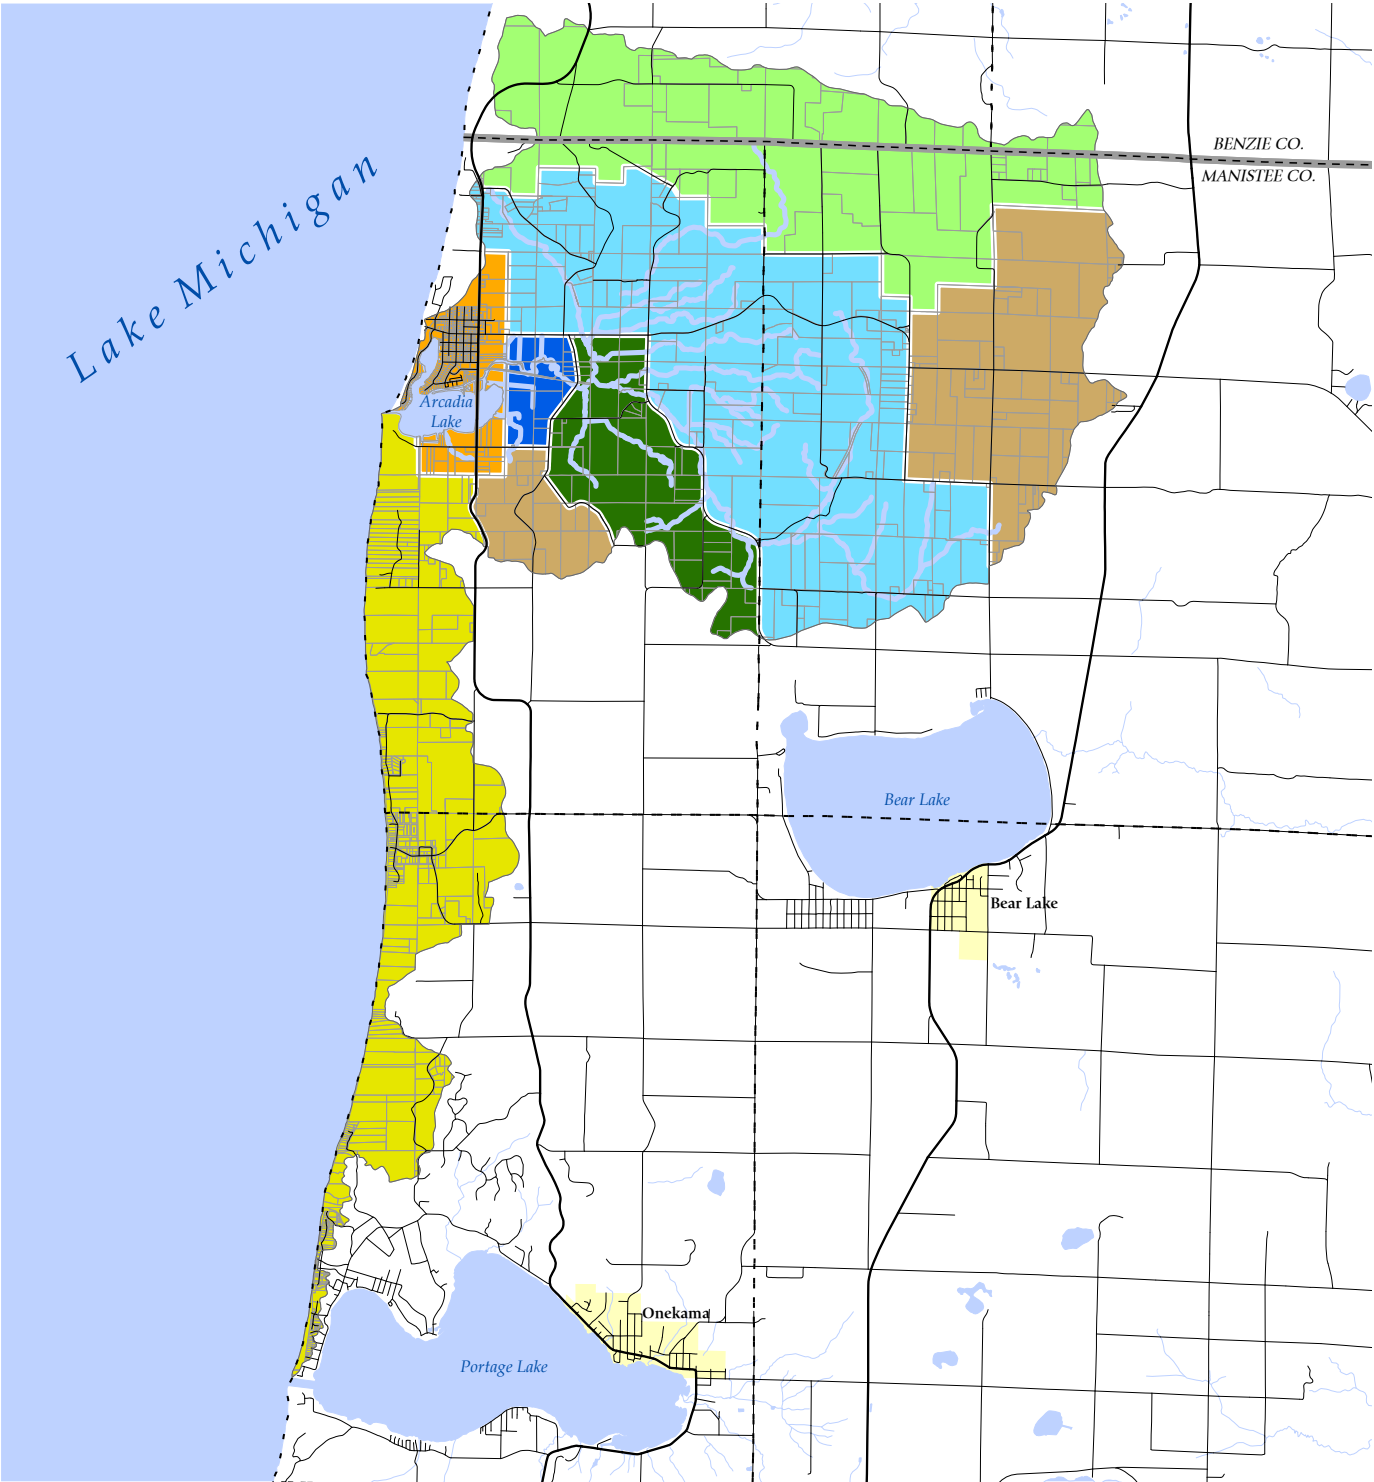 BENZIE CO.
MANISTEE CO.
Lake Michigan
Arcadia
Lake
Bear Lake
Bear Lake
Onekama
Portage Lake